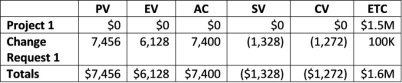 PV EV AC SV CV ETC
Project 1 $0 $0 $0 $0 $0 $1.5M
Change 7,456 6,128 7,400 (1,328) (1,272) 100K
Request 1
Totals $7456 $6,128 $7,400 ($1,328) ($1,272) $1.6M